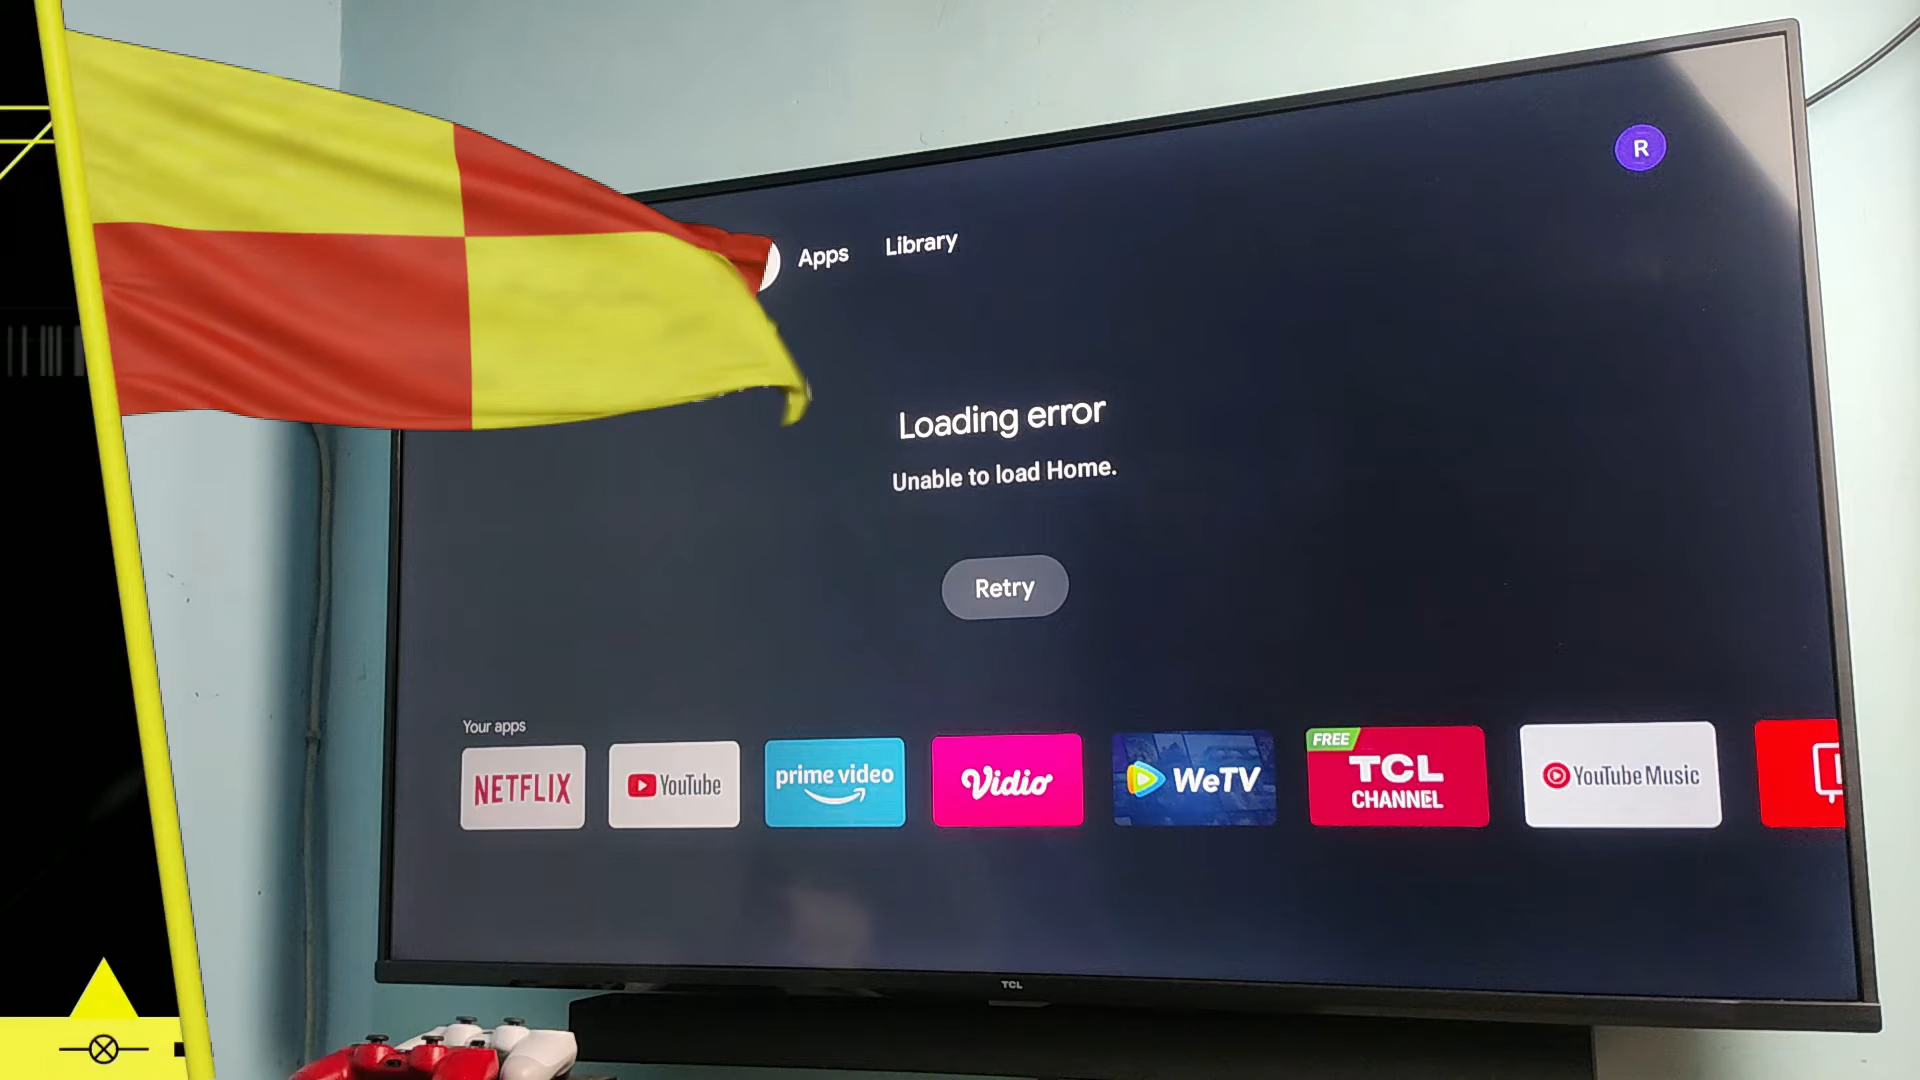 R
Apps
Library
Loading error
Unable to load Home.
Retry
Your apps
NETFLIX
YouTube
prime video
Vidio
WeTV
FREE
TCL
CHANNEL
YouTube Music
TCL